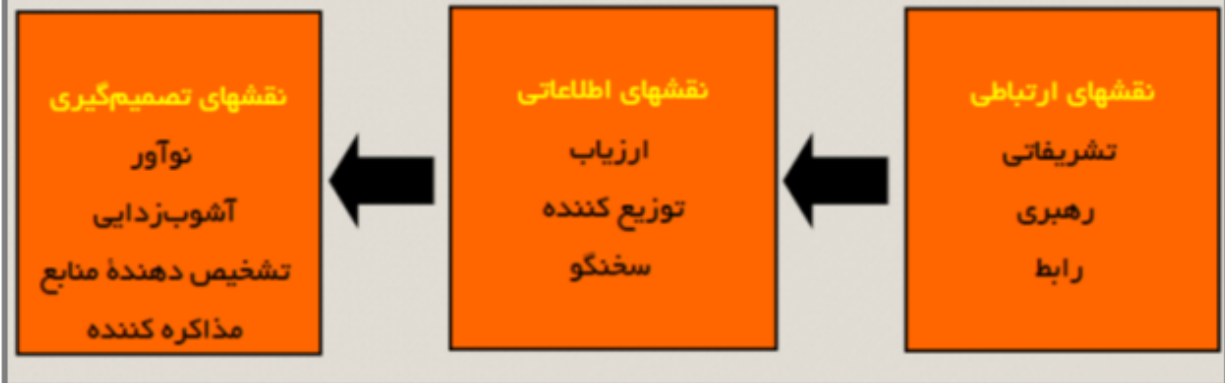 نقشهای ارتباطی
تشریفاتی
رهبری
رابط
نقشهای اطلاعاتی
ارزیاب
توزیع کننده
سخنگو
نقشهای تصمیم‌گیری
نوآور
آشوب‌زدایی
تشخیص دهندهٔ منابع
مذاکره کننده